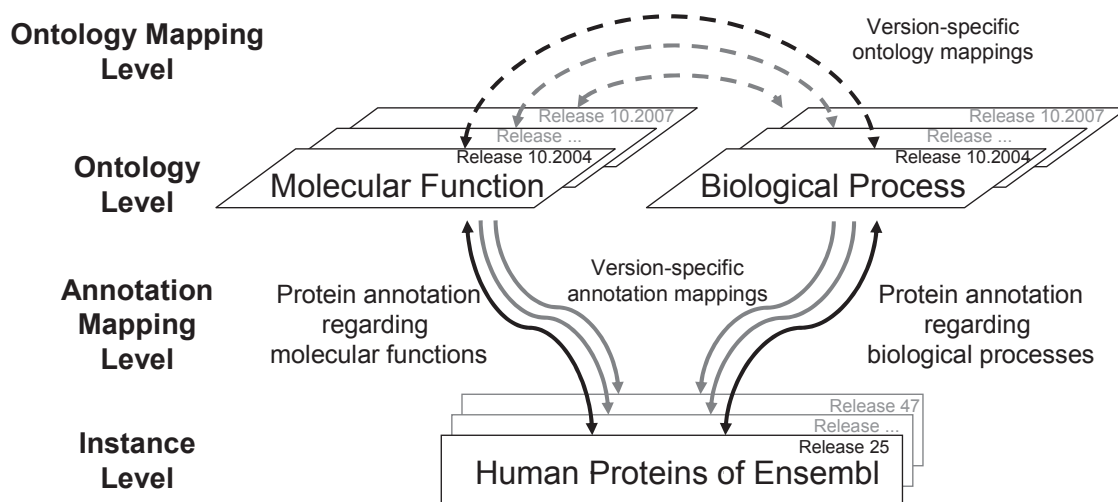 Ontology Mapping
Level
Version-specific
ontology mappings
Release 10.2007
Release ...
Release 10.2004
Molecular Function
Release 10.2007
Release ...
Release 10.2004
Biological Process
Ontology
Level
Annotation
Mapping
Level
Protein annotation
regarding
molecular functions
Version-specific
annotation mappings
Protein annotation
regarding
biological processes
Instance
Level
Release 47
Release ...
Release 25
Human Proteins of Ensembl